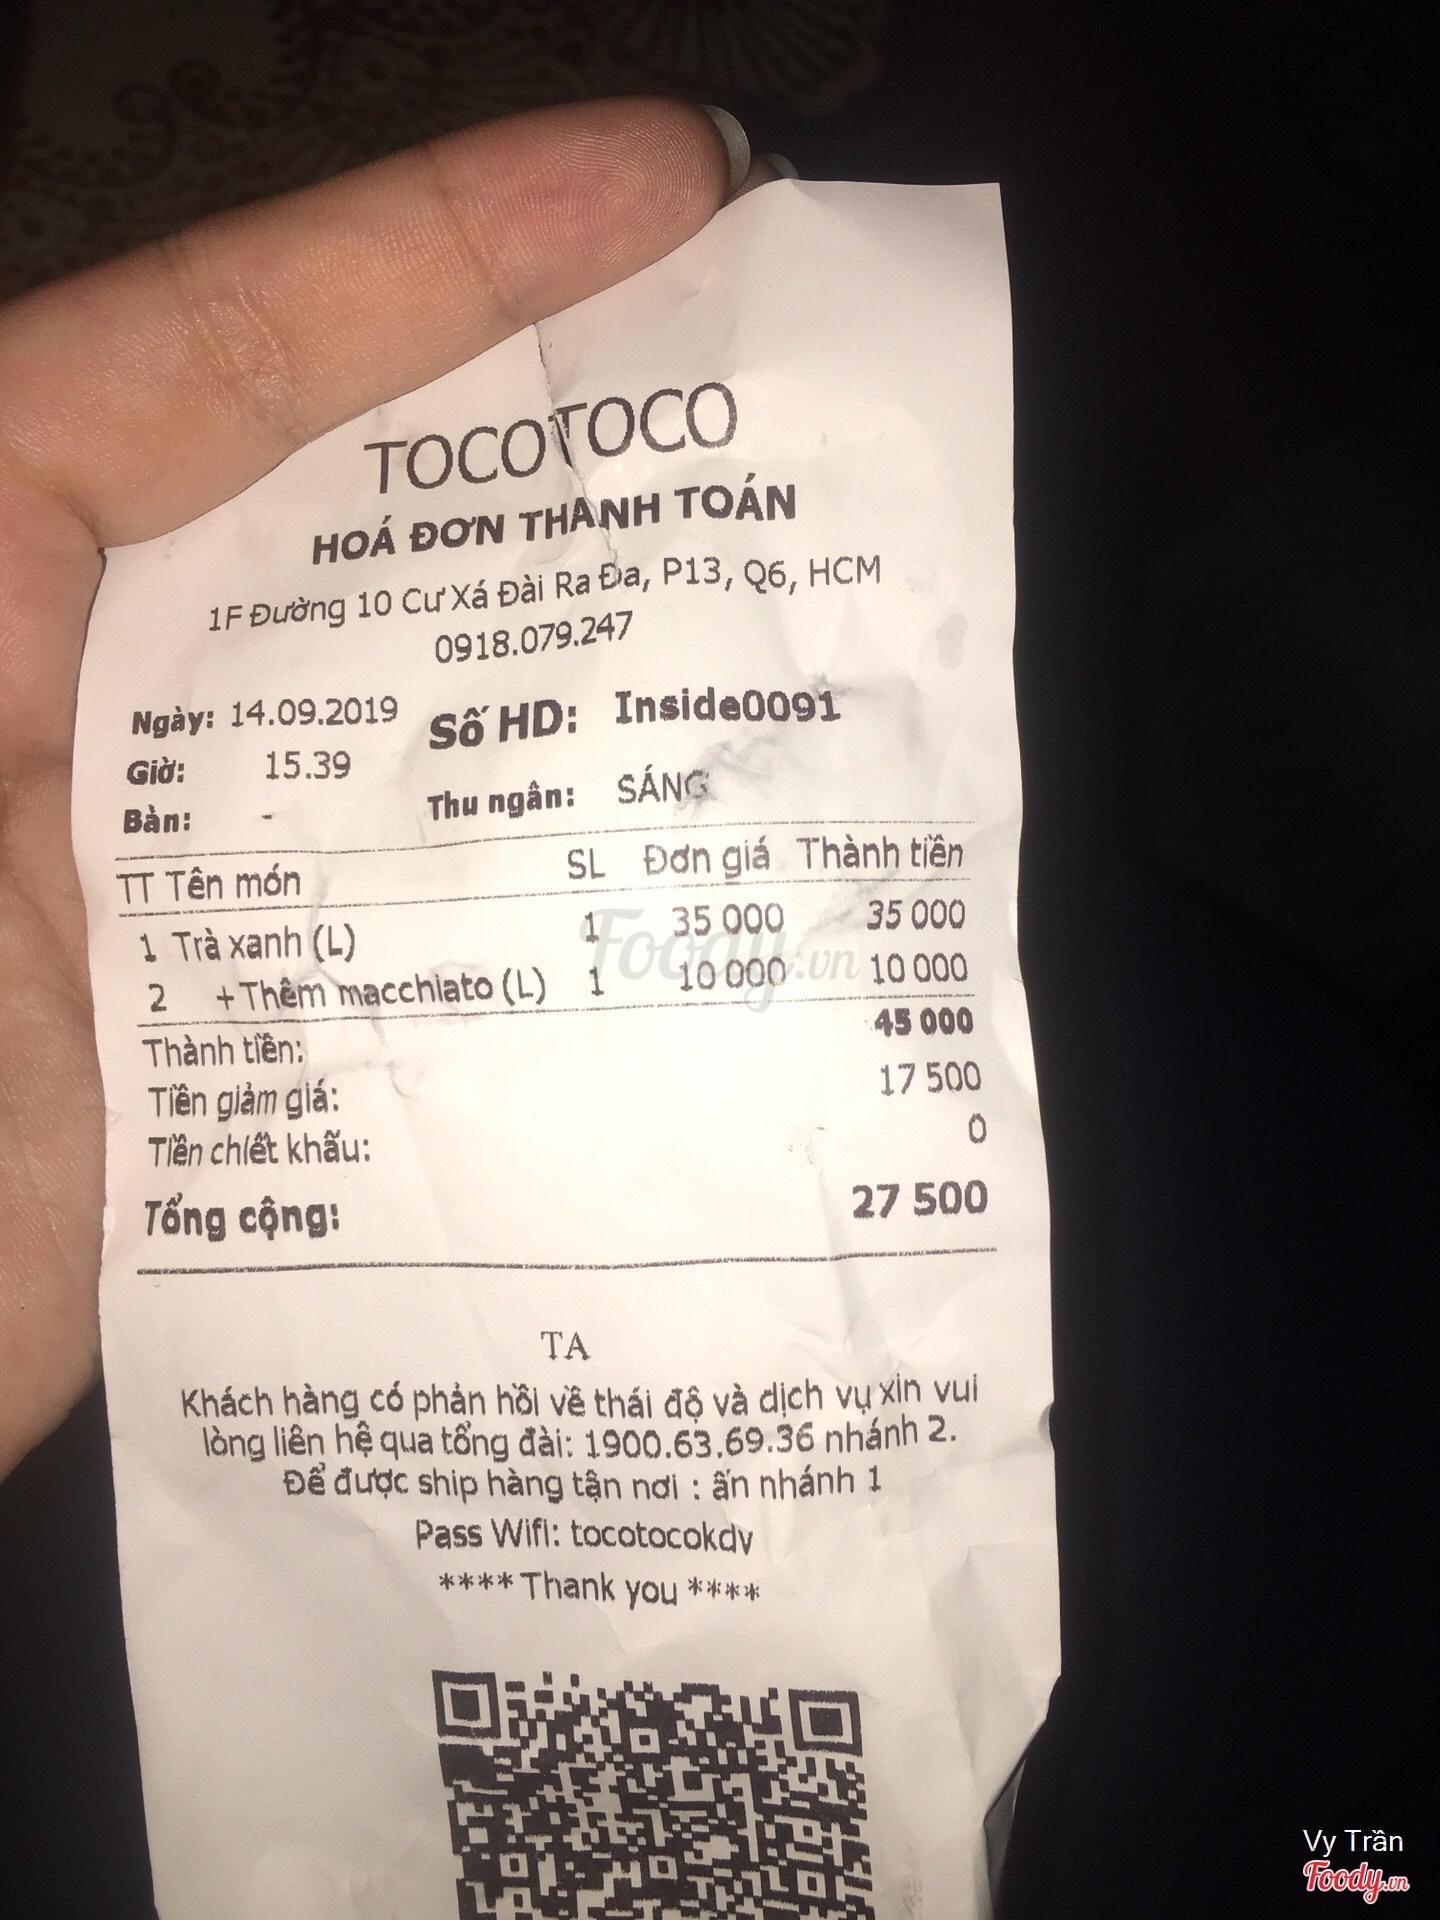 TOCOTOCO
HOÁ ĐƠN THANH TOÁN
1F Đường 10 Cư Xá Đài Ra Đa, P13, Q6, HCM
0918.079.247
Ngày: 14.09.2019 Số HD: Inside0091
Giờ: 15.39
Bàn: - Thu ngân: SÁNG
TT Tên món SL Đơn giá Thành tiền
1 Trà xanh (L) 1 35 000 35 000
2 +Thêm macchiato (L) 1 10 000 10 000
Thành tiền: 45 000
Tiền giảm giá: 17 500
Tiền chiết khấu: 0
Tổng cộng: 27 500
TA
Khách hàng có phản hồi về thái độ và dịch vụ xin vui
lòng liên hệ qua tổng đài: 1900.63.69.36 nhánh 2.
Để được ship hàng tận nơi : ấn nhánh 1
Pass Wifi: tocotocokdv
**** Thank you ****
Foody.vn
Vy Trần
Foody.vn